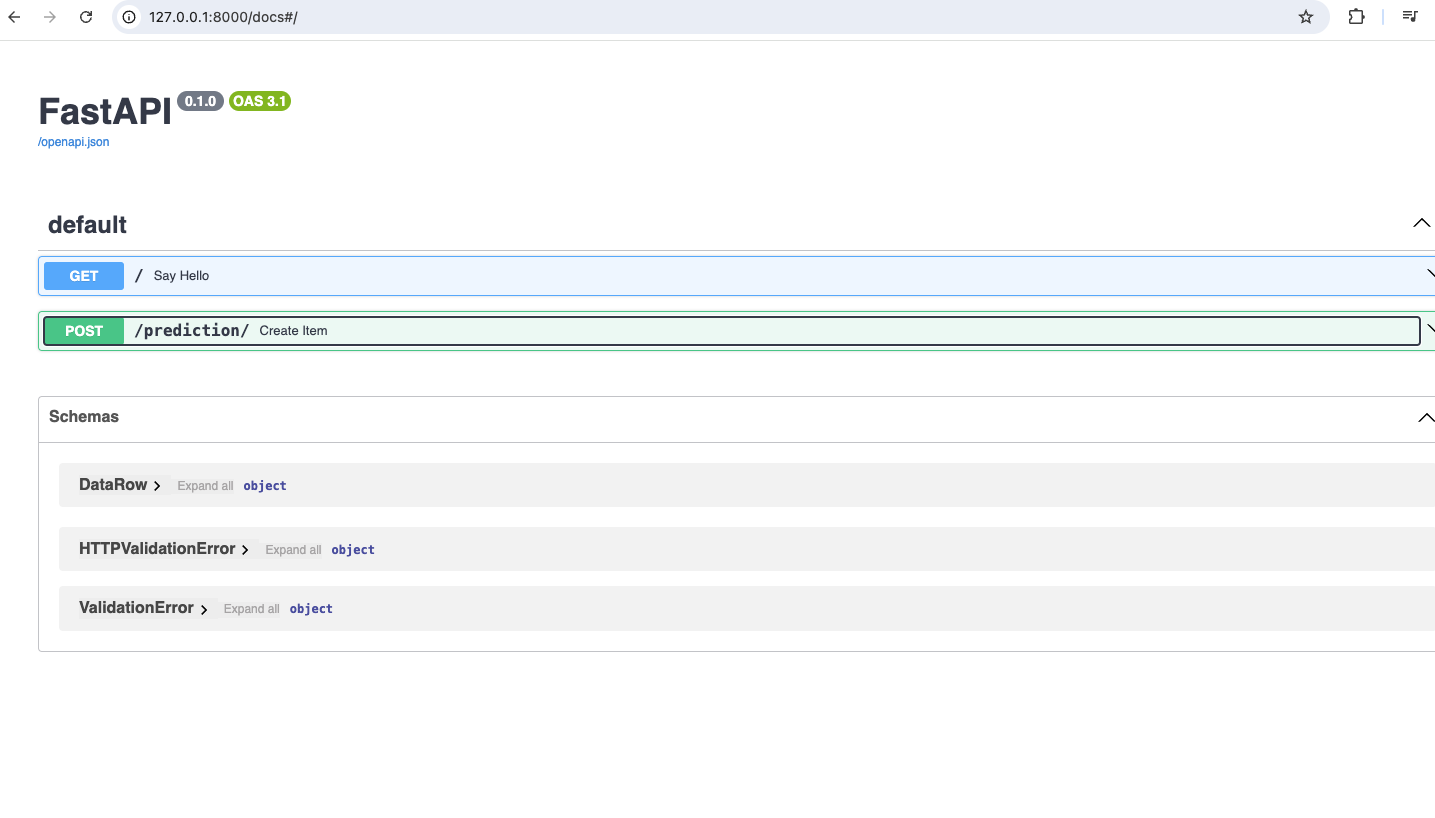 127.0.0.1:8000/docs#/
FastAPI 0.1.0 OAS 3.1
/openapi.json
default
GET / Say Hello
POST /prediction/ Create Item
Schemas
DataRow Expand all object
HTTPValidationError Expand all object
ValidationError Expand all object